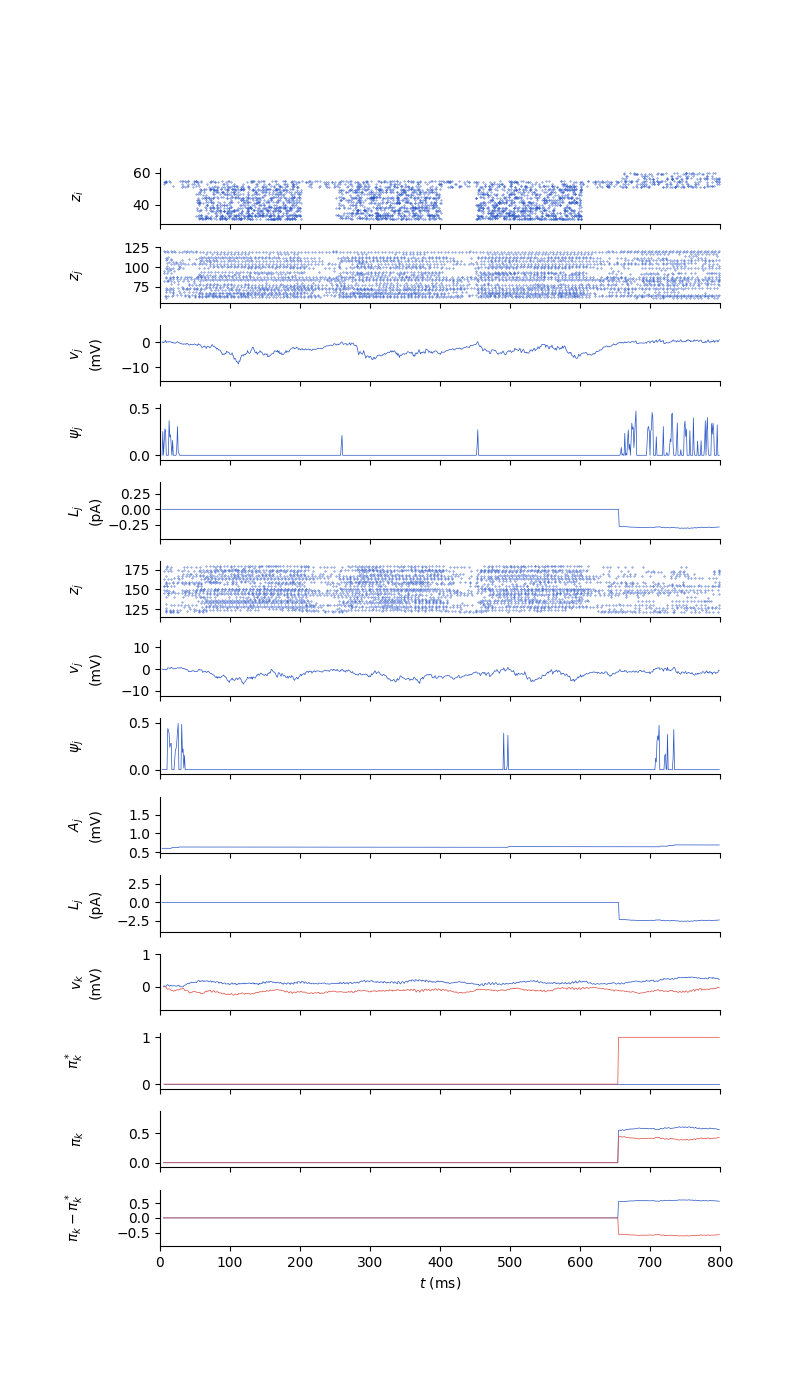 60
40
z_i
125
100
75
z_j
0
−10
v_j
(mV)
0.5
0.0
ψ_j
0.25
0.00
−0.25
L_j
(pA)
175
150
125
z_j
10
0
−10
v_j
(mV)
0.5
0.0
ψ_j
1.5
1.0
0.5
A_j
(mV)
2.5
0.0
−2.5
L_j
(pA)
1
0
v_k
(mV)
1
0
π_k^*
0.5
0.0
π_k
0.5
0.0
−0.5
π_k − π_k^*
0 100 200 300 400 500 600 700 800
t (ms)